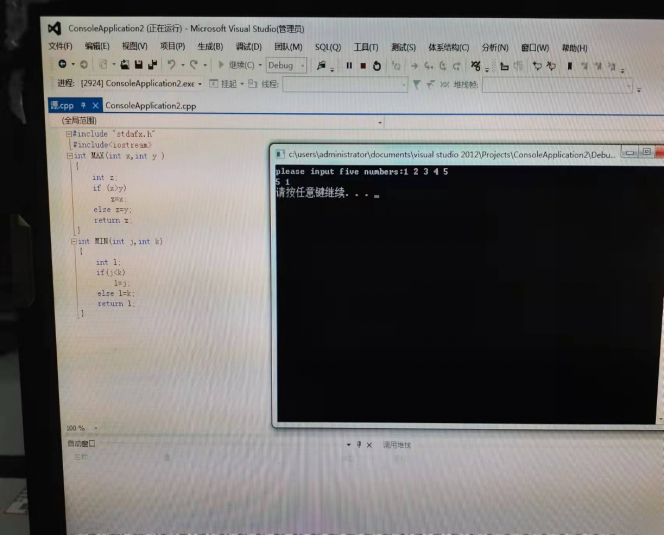 ConsoleApplication2 (正在运行) - Microsoft Visual Studio(管理员)
文件(F) 编辑(E) 视图(V) 项目(P) 生成(B) 调试(D) 团队(M) SQL(Q) 工具(T) 测试(S) 体系结构(C) 分析(N) 窗口(W) 帮助(H)
继续(C) Debug
进程: [2924] ConsoleApplication2.exe 挂起 线程: 堆栈帧:
源.cpp ConsoleApplication2.cpp
(全局范围)
#include "stdafx.h"
#include<iostream>
int MAX(int x,int y )
{
int z;
if (x>y)
z=x;
else z=y;
return z;
}
int MIN(int j,int k)
{
int l;
if(j<k)
l=j;
else l=k;
return l;
}
c:\users\administrator\documents\visual studio 2012\Projects\ConsoleApplication2\Debu...
please input five numbers:1 2 3 4 5
5 1
请按任意键继续. . .
100 %
自动窗口
调用堆栈
名称 值